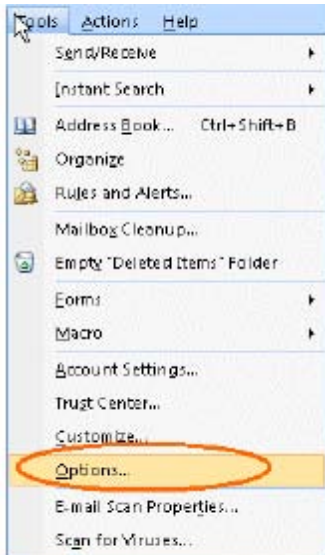 Tools Actions Help
Send/Receive
Instant Search
Address Book... Ctrl+Shift+B
Organize
Rules and Alerts...
Mailbox Cleanup...
Empty "Deleted Items" Folder
Forms
Macro
Account Settings...
Trust Center...
Customize...
Options...
E-mail Scan Properties...
Scan for Viruses...